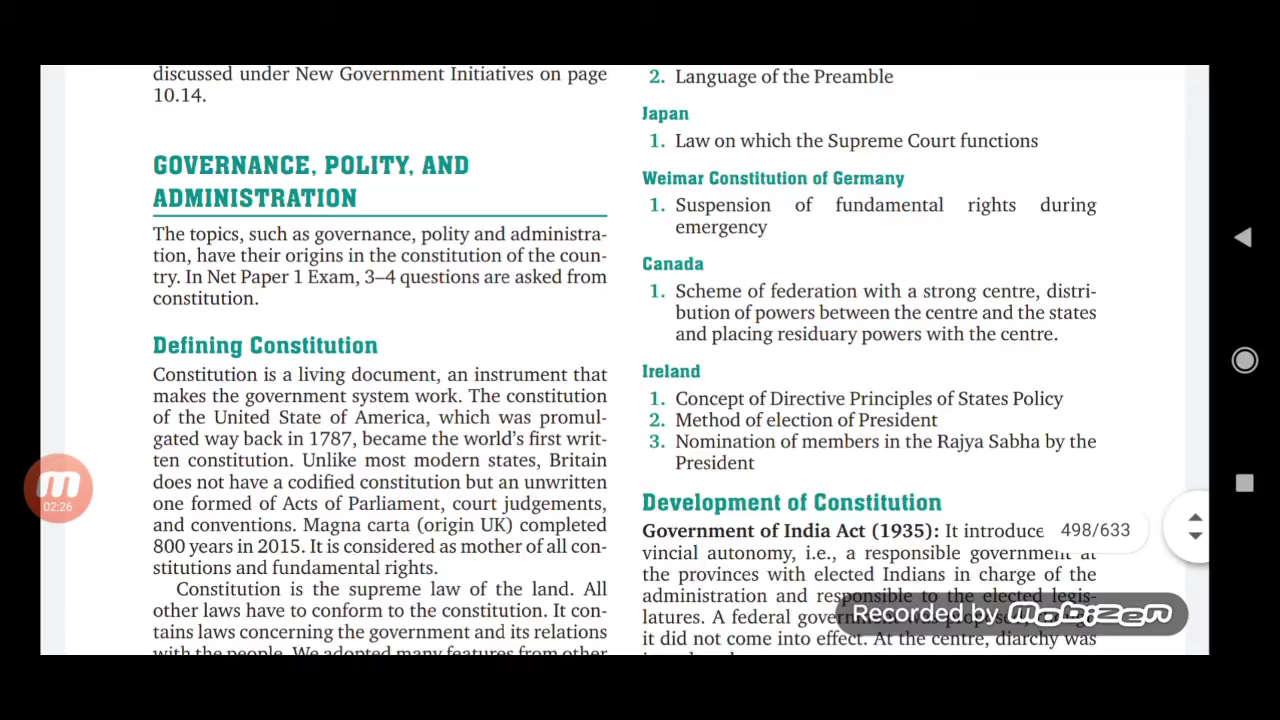 discussed under New Government Initiatives on page
10.14.
GOVERNANCE, POLITY, AND
ADMINISTRATION
The topics, such as governance, polity and administra-
tion, have their origins in the constitution of the coun-
try. In Net Paper 1 Exam, 3–4 questions are asked from
constitution.
Defining Constitution
Constitution is a living document, an instrument that
makes the government system work. The constitution
of the United State of America, which was promul-
gated way back in 1787, became the world's first writ-
ten constitution. Unlike most modern states, Britain
does not have a codified constitution but an unwritten
one formed of Acts of Parliament, court judgements,
and conventions. Magna carta (origin UK) completed
800 years in 2015. It is considered as mother of all con-
stitutions and fundamental rights.
Constitution is the supreme law of the land. All
other laws have to conform to the constitution. It con-
tains laws concerning the government and its relations
with the people. We adopted many features from other
2. Language of the Preamble
Japan
1. Law on which the Supreme Court functions
Weimar Constitution of Germany
1. Suspension of fundamental rights during
emergency
Canada
1. Scheme of federation with a strong centre, distri-
bution of powers between the centre and the states
and placing residuary powers with the centre.
Ireland
1. Concept of Directive Principles of States Policy
2. Method of election of President
3. Nomination of members in the Rajya Sabha by the
President
Development of Constitution
Government of India Act (1935): It introduce
vincial autonomy, i.e., a responsible government at
the provinces with elected Indians in charge of the
administration and responsible to the elected legis-
latures. A federal
it did not come into effect. At the centre, diarchy was
498/633
02:26
Recorded by Mobizen